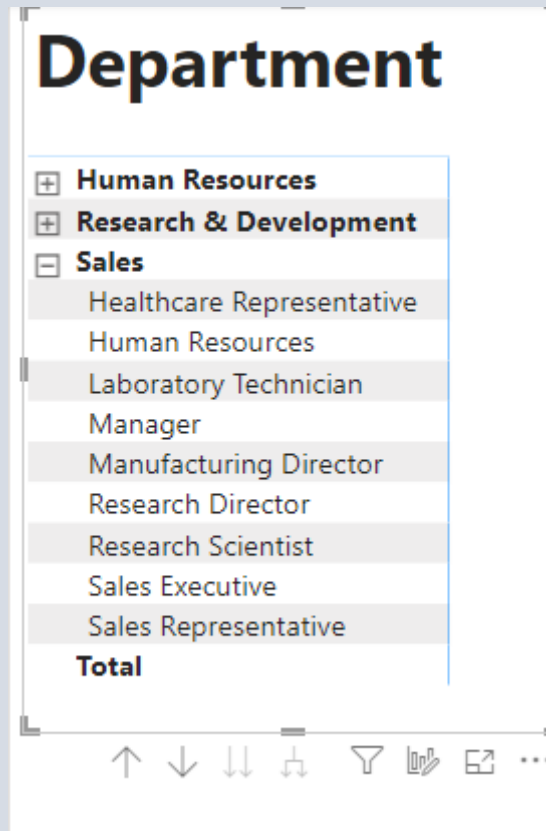 Department
Human Resources
Research & Development
Sales
Healthcare Representative
Human Resources
Laboratory Technician
Manager
Manufacturing Director
Research Director
Research Scientist
Sales Executive
Sales Representative
Total